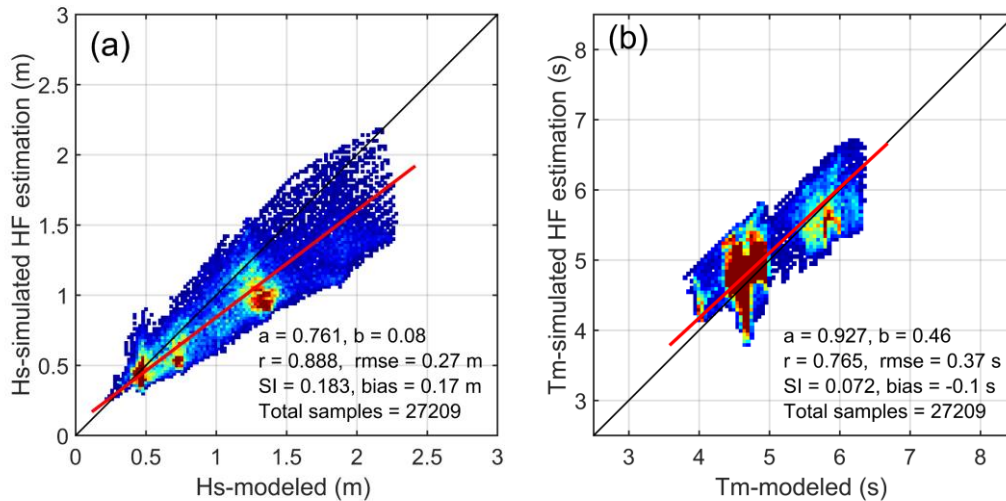 (a)
Hs-simulated HF estimation (m)
3
2.5
2
1.5
1
0.5
0
a = 0.761, b = 0.08
r = 0.888, rmse = 0.27 m
SI = 0.183, bias = 0.17 m
Total samples = 27209
0 0.5 1 1.5 2 2.5 3
Hs-modeled (m)
(b)
Tm-simulated HF estimation (s)
8
7
6
5
4
3
a = 0.927, b = 0.46
r = 0.765, rmse = 0.37 s
SI = 0.072, bias = -0.1 s
Total samples = 27209
3 4 5 6 7 8
Tm-modeled (s)